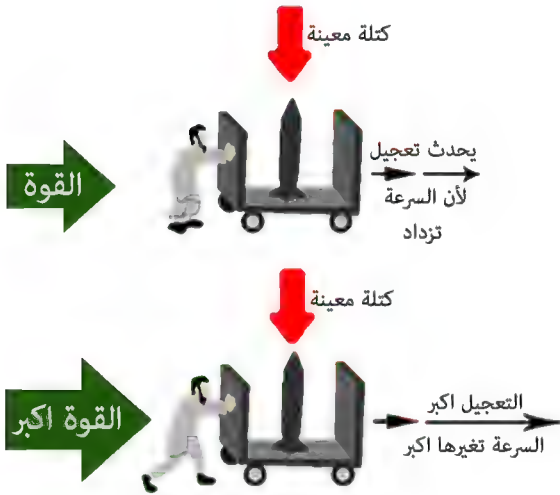 كتلة معينة
القوة
يحدث تعجيل
لأن السرعة
تزداد
كتلة معينة
القوة اكبر
التعجيل اكبر
السرعة تغيرها اكبر